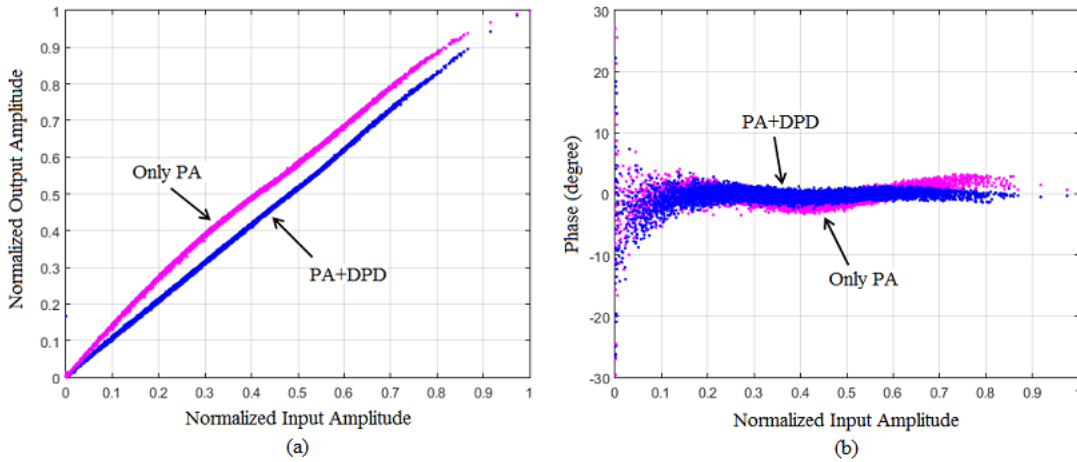 1
0.9
0.8
0.7
0.6
0.5
0.4
0.3
0.2
0.1
0
Normalized Output Amplitude
Only PA
PA+DPD
0 0.1 0.2 0.3 0.4 0.5 0.6 0.7 0.8 0.9 1
Normalized Input Amplitude
(a)
30
20
10
0
-10
-20
-30
Phase (degree)
PA+DPD
Only PA
0 0.1 0.2 0.3 0.4 0.5 0.6 0.7 0.8 0.9 1
Normalized Input Amplitude
(b)